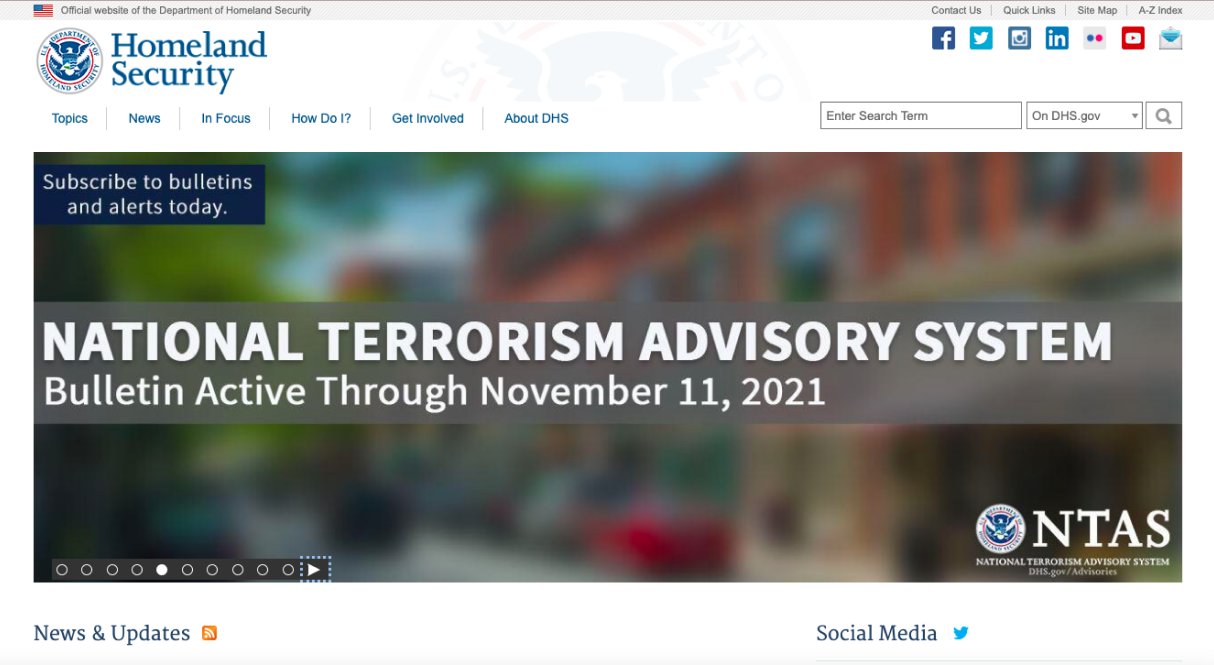 Official website of the Department of Homeland Security
Contact Us
Quick Links
Site Map
A-Z Index
U.S. DEPARTMENT OF HOMELAND SECURITY
Homeland
Security
Topics
News
In Focus
How Do I?
Get Involved
About DHS
Enter Search Term
On DHS.gov
Subscribe to bulletins
and alerts today.
NATIONAL TERRORISM ADVISORY SYSTEM
Bulletin Active Through November 11, 2021
NTAS
NATIONAL TERRORISM ADVISORY SYSTEM
DHS.gov/Advisories
News & Updates
Social Media